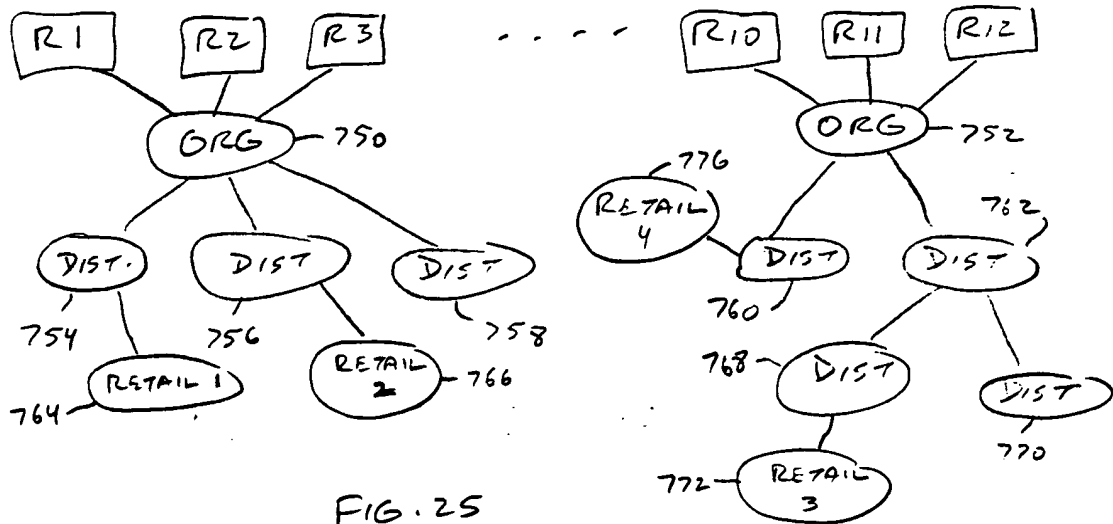 R1 R2 R3 . . . . R10 R11 R12
ORG 750 ORG 752
776
RETAIL 4
762
DIST. DIST DIST DIST DIST
754 756 758 760
768 DIST DIST
RETAIL 1 RETAIL 2 766
764 770
772 RETAIL 3
FIG. 25